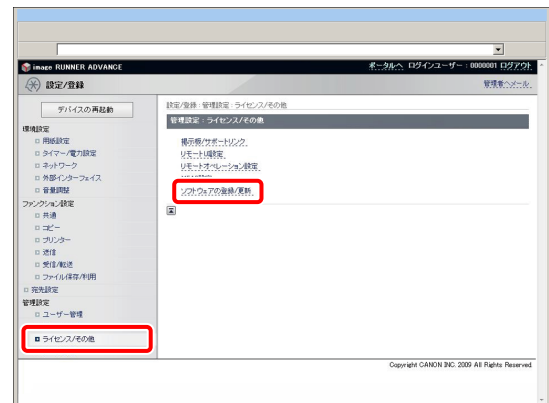 image RUNNER ADVANCE
ポータルへ ログインユーザー : 0000001 ログアウト
設定/登録
管理者へメール
デバイスの再起動
設定/登録 : 管理設定 : ライセンス/その他
管理設定 : ライセンス/その他
環境設定
用紙設定
タイマー/電力設定
ネットワーク
外部インターフェイス
音量調整
ファンクション設定
共通
コピー
プリンター
送信
受信/転送
ファイル保存/利用
宛先設定
管理設定
ユーザー管理
ライセンス/その他
掲示板/サポートリンク
リモートUI設定
リモートオペレーション設定
ソフトウェアの登録/更新
Copyright CANON INC. 2009 All Rights Reserved